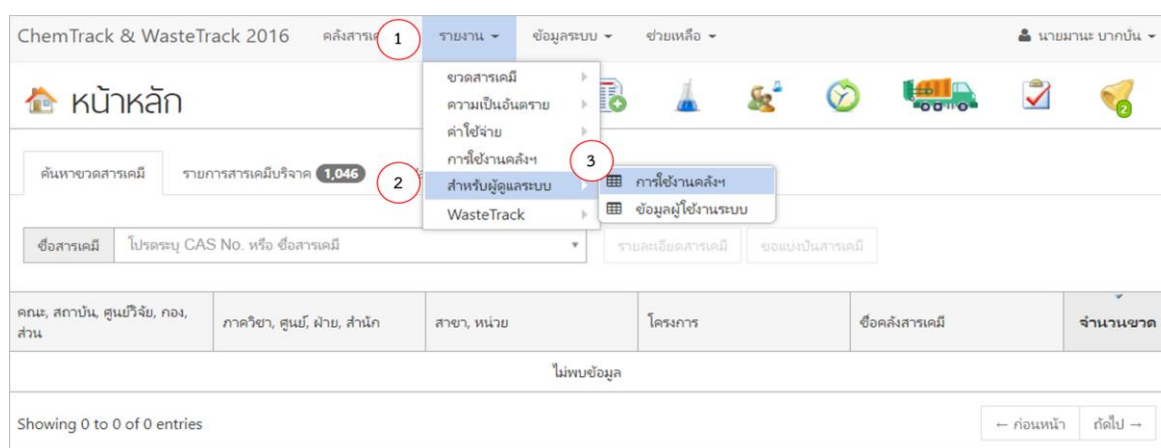 ChemTrack & WasteTrack 2016 คลังสารเ 1 รายงาน ข้อมูลระบบ ช่วยเหลือ นายมานะ บากบั่น
หน้าหลัก
2
ขวดสารเคมี
ความเป็นอันตราย
ค่าใช้จ่าย
การใช้งานคลังฯ
สำหรับผู้ดูแลระบบ
WasteTrack
3
การใช้งานคลังฯ
ข้อมูลผู้ใช้งานระบบ
ค้นหาขวดสารเคมี รายการสารเคมีบริจาค 1,046 2
ชื่อสารเคมี โปรดระบุ CAS No. หรือ ชื่อสารเคมี รายละเอียดสารเคมี ขอแบ่งปันสารเคมี
คณะ, สถาบัน, ศูนย์วิจัย, กอง,
ส่วน
ภาควิชา, ศูนย์, ฝ่าย, สำนัก สาขา, หน่วย โครงการ ชื่อคลังสารเคมี จำนวนขวด
ไม่พบข้อมูล
Showing 0 to 0 of 0 entries ← ก่อนหน้า ถัดไป →